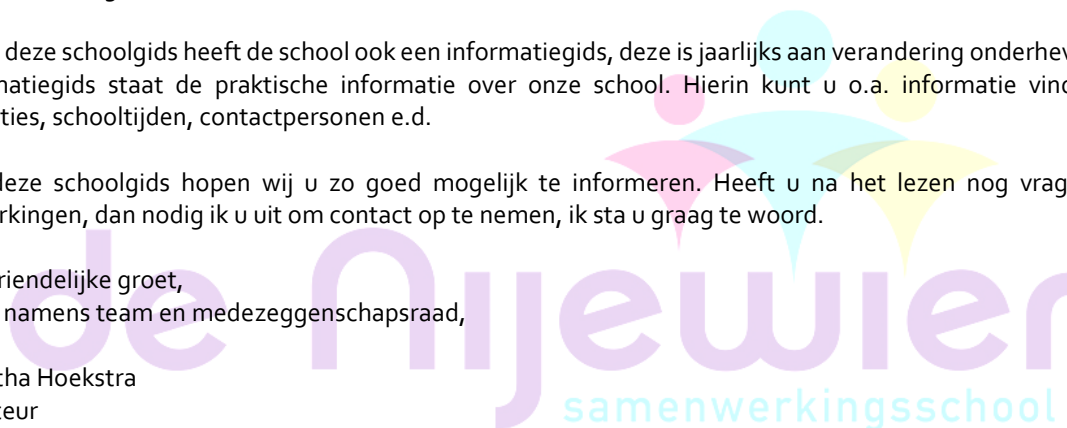 deze schoolgids heeft de school ook een informatiegids, deze is jaarlijks aan verandering onderhev
natiegids staat de praktische informatie over onze school. Hierin kunt u o.a. informatie vind
ties, schooltijden, contactpersonen e.d.
deze schoolgids hopen wij u zo goed mogelijk te informeren. Heeft u na het lezen nog vrag
rkingen, dan nodig ik u uit om contact op te nemen, ik sta u graag te woord.
riendelijke groet,
namens team en medezeggenschapsraad,
de Nijewier
tha Hoekstra
teur
samenwerkingsschool